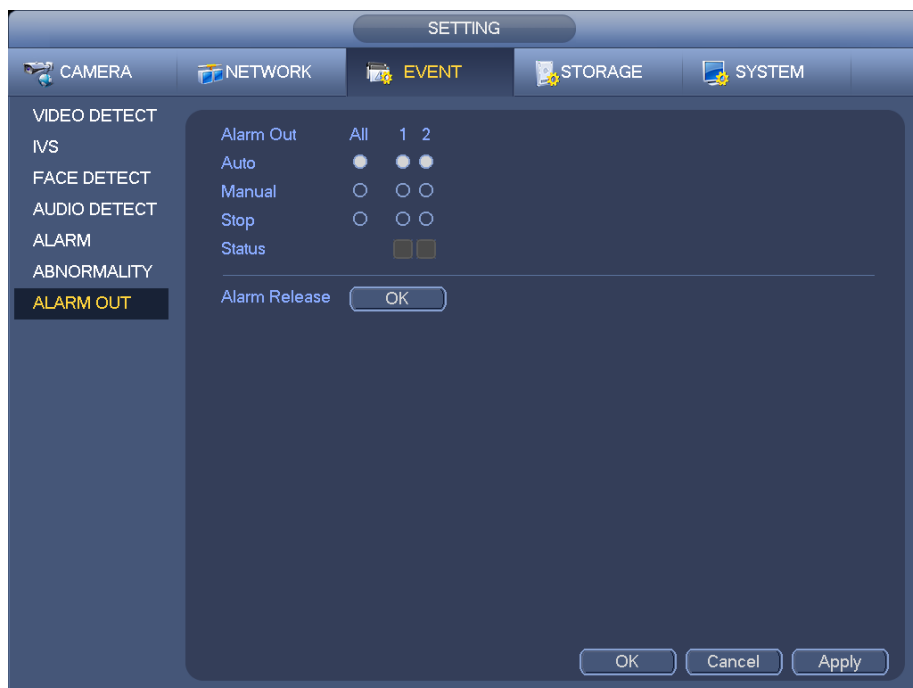 SETTING
CAMERA NETWORK EVENT STORAGE SYSTEM
VIDEO DETECT
IVS
FACE DETECT
AUDIO DETECT
ALARM
ABNORMALITY
ALARM OUT
Alarm Out All 1 2
Auto
Manual
Stop
Status
Alarm Release OK
OK Cancel Apply